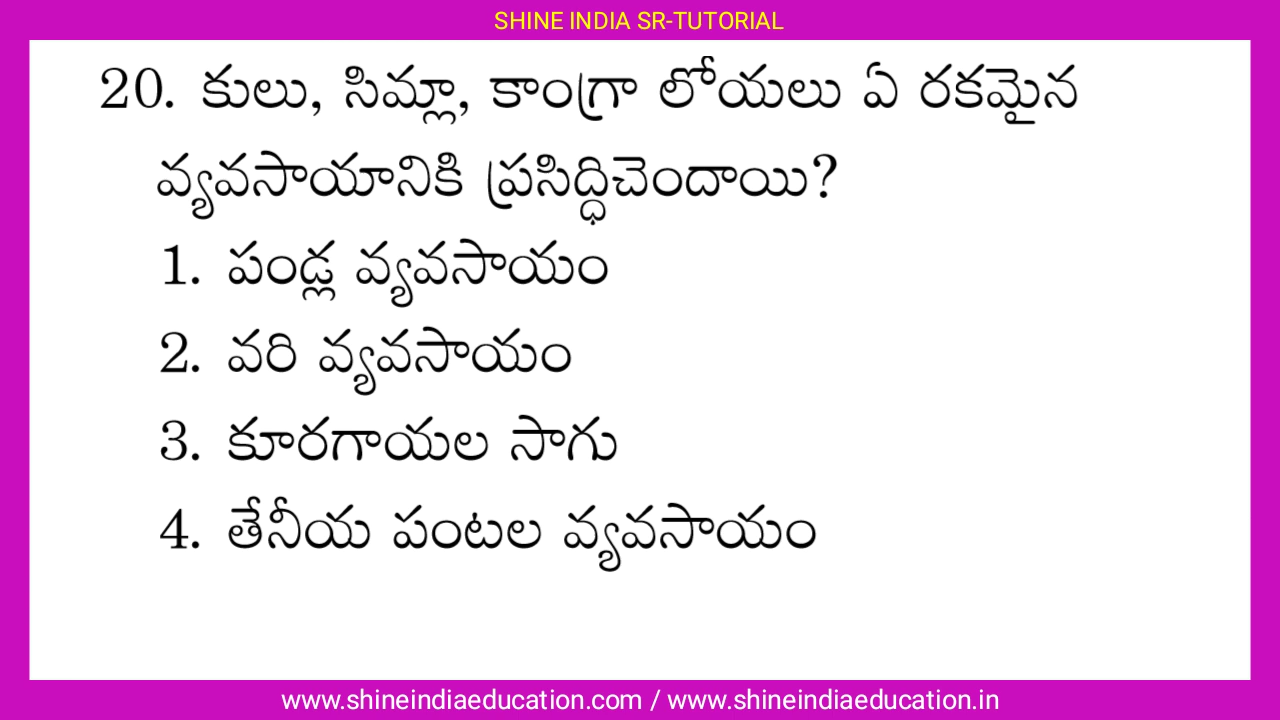 SHINE INDIA SR-TUTORIAL
20. కులు, సిమ్లా, కాంగ్రా లోయలు ఏ రకమైన
వ్యవసాయానికి ప్రసిద్ధిచెందాయి?
1. పండ్ల వ్యవసాయం
2. వరి వ్యవసాయం
3. కూరగాయల సాగు
4. తేనీయ పంటల వ్యవసాయం
www.shineindiaeducation.com / www.shineindiaeducation.in